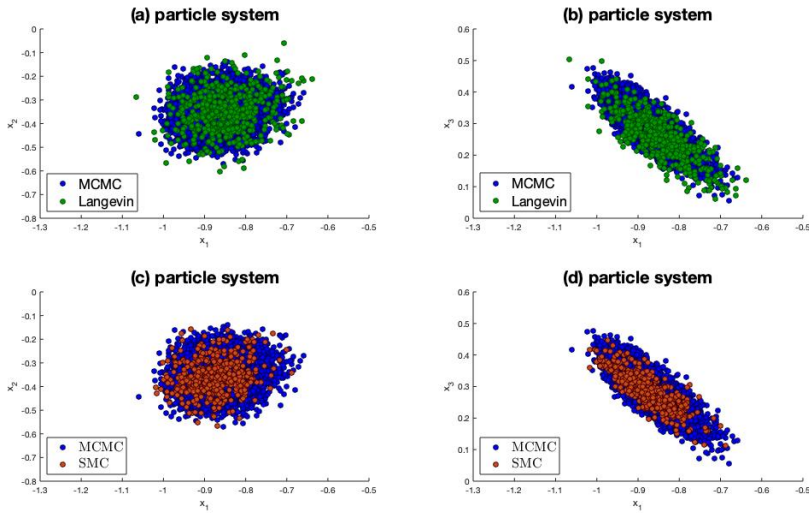 (a) particle system
0
-0.1
-0.2
-0.3
-0.4
-0.5
-0.6
-0.7
-0.8
x2
MCMC
Langevin
-1.3 -1.2 -1.1 -1 -0.9 -0.8 -0.7 -0.6 -0.5
x1
(b) particle system
0.6
0.5
0.4
0.3
0.2
0.1
0
x3
MCMC
Langevin
-1.3 -1.2 -1.1 -1 -0.9 -0.8 -0.7 -0.6 -0.5
x1
(c) particle system
0
-0.1
-0.2
-0.3
-0.4
-0.5
-0.6
-0.7
-0.8
x2
MCMC
SMC
-1.3 -1.2 -1.1 -1 -0.9 -0.8 -0.7 -0.6 -0.5
x1
(d) particle system
0.6
0.5
0.4
0.3
0.2
0.1
0
x3
MCMC
SMC
-1.3 -1.2 -1.1 -1 -0.9 -0.8 -0.7 -0.6 -0.5
x1